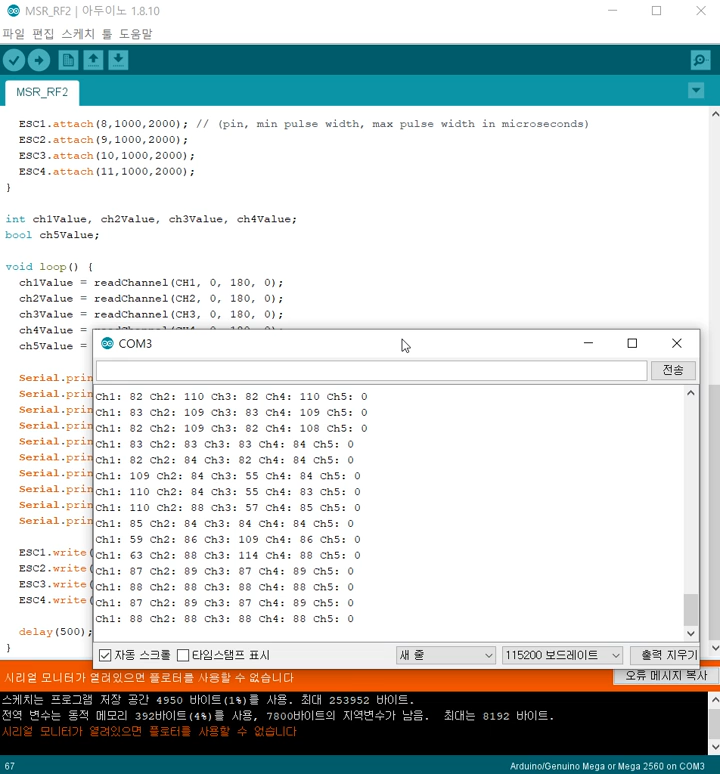 MSR_RF2 | 아두이노 1.8.10
파일 편집 스케치 툴 도움말
MSR_RF2
ESC1.attach(8,1000,2000); // (pin, min pulse width, max pulse width in microseconds)
ESC2.attach(9,1000,2000);
ESC3.attach(10,1000,2000);
ESC4.attach(11,1000,2000);
}
int ch1Value, ch2Value, ch3Value, ch4Value;
bool ch5Value;
void loop() {
ch1Value = readChannel(CH1, 0, 180, 0);
ch2Value = readChannel(CH2, 0, 180, 0);
ch3Value = readChannel(CH3, 0, 180, 0);
ch4Value =
ch5Value =
Serial.prin
Serial.prin
Serial.prin
Serial.prin
Serial.prin
Serial.prin
Serial.prin
Serial.prin
Serial.prin
Serial.prin
ESC1.write(
ESC2.write(
ESC3.write(
ESC4.write(
delay(500);
}
COM3
전송
Ch1: 82 Ch2: 110 Ch3: 82 Ch4: 110 Ch5: 0
Ch1: 83 Ch2: 109 Ch3: 83 Ch4: 109 Ch5: 0
Ch1: 82 Ch2: 109 Ch3: 82 Ch4: 108 Ch5: 0
Ch1: 83 Ch2: 83 Ch3: 83 Ch4: 84 Ch5: 0
Ch1: 82 Ch2: 84 Ch3: 82 Ch4: 84 Ch5: 0
Ch1: 109 Ch2: 84 Ch3: 55 Ch4: 84 Ch5: 0
Ch1: 110 Ch2: 84 Ch3: 55 Ch4: 83 Ch5: 0
Ch1: 110 Ch2: 88 Ch3: 57 Ch4: 85 Ch5: 0
Ch1: 85 Ch2: 84 Ch3: 84 Ch4: 84 Ch5: 0
Ch1: 59 Ch2: 86 Ch3: 109 Ch4: 86 Ch5: 0
Ch1: 63 Ch2: 88 Ch3: 114 Ch4: 88 Ch5: 0
Ch1: 87 Ch2: 89 Ch3: 87 Ch4: 89 Ch5: 0
Ch1: 88 Ch2: 88 Ch3: 88 Ch4: 88 Ch5: 0
Ch1: 87 Ch2: 89 Ch3: 87 Ch4: 89 Ch5: 0
Ch1: 88 Ch2: 88 Ch3: 88 Ch4: 88 Ch5: 0
자동 스크롤 타임스탬프 표시 새 줄 115200 보드레이트 출력 지우기
시리얼 모니터가 열려있으면 플로터를 사용할 수 없습니다 오류 메시지 복사
스케치는 프로그램 저장 공간 4950 바이트(1%)를 사용. 최대 253952 바이트.
전역 변수는 동적 메모리 392바이트(4%)를 사용, 7800바이트의 지역변수가 남음. 최대는 8192 바이트.
시리얼 모니터가 열려있으면 플로터를 사용할 수 없습니다
67 Arduino/Genuino Mega or Mega 2560 on COM3